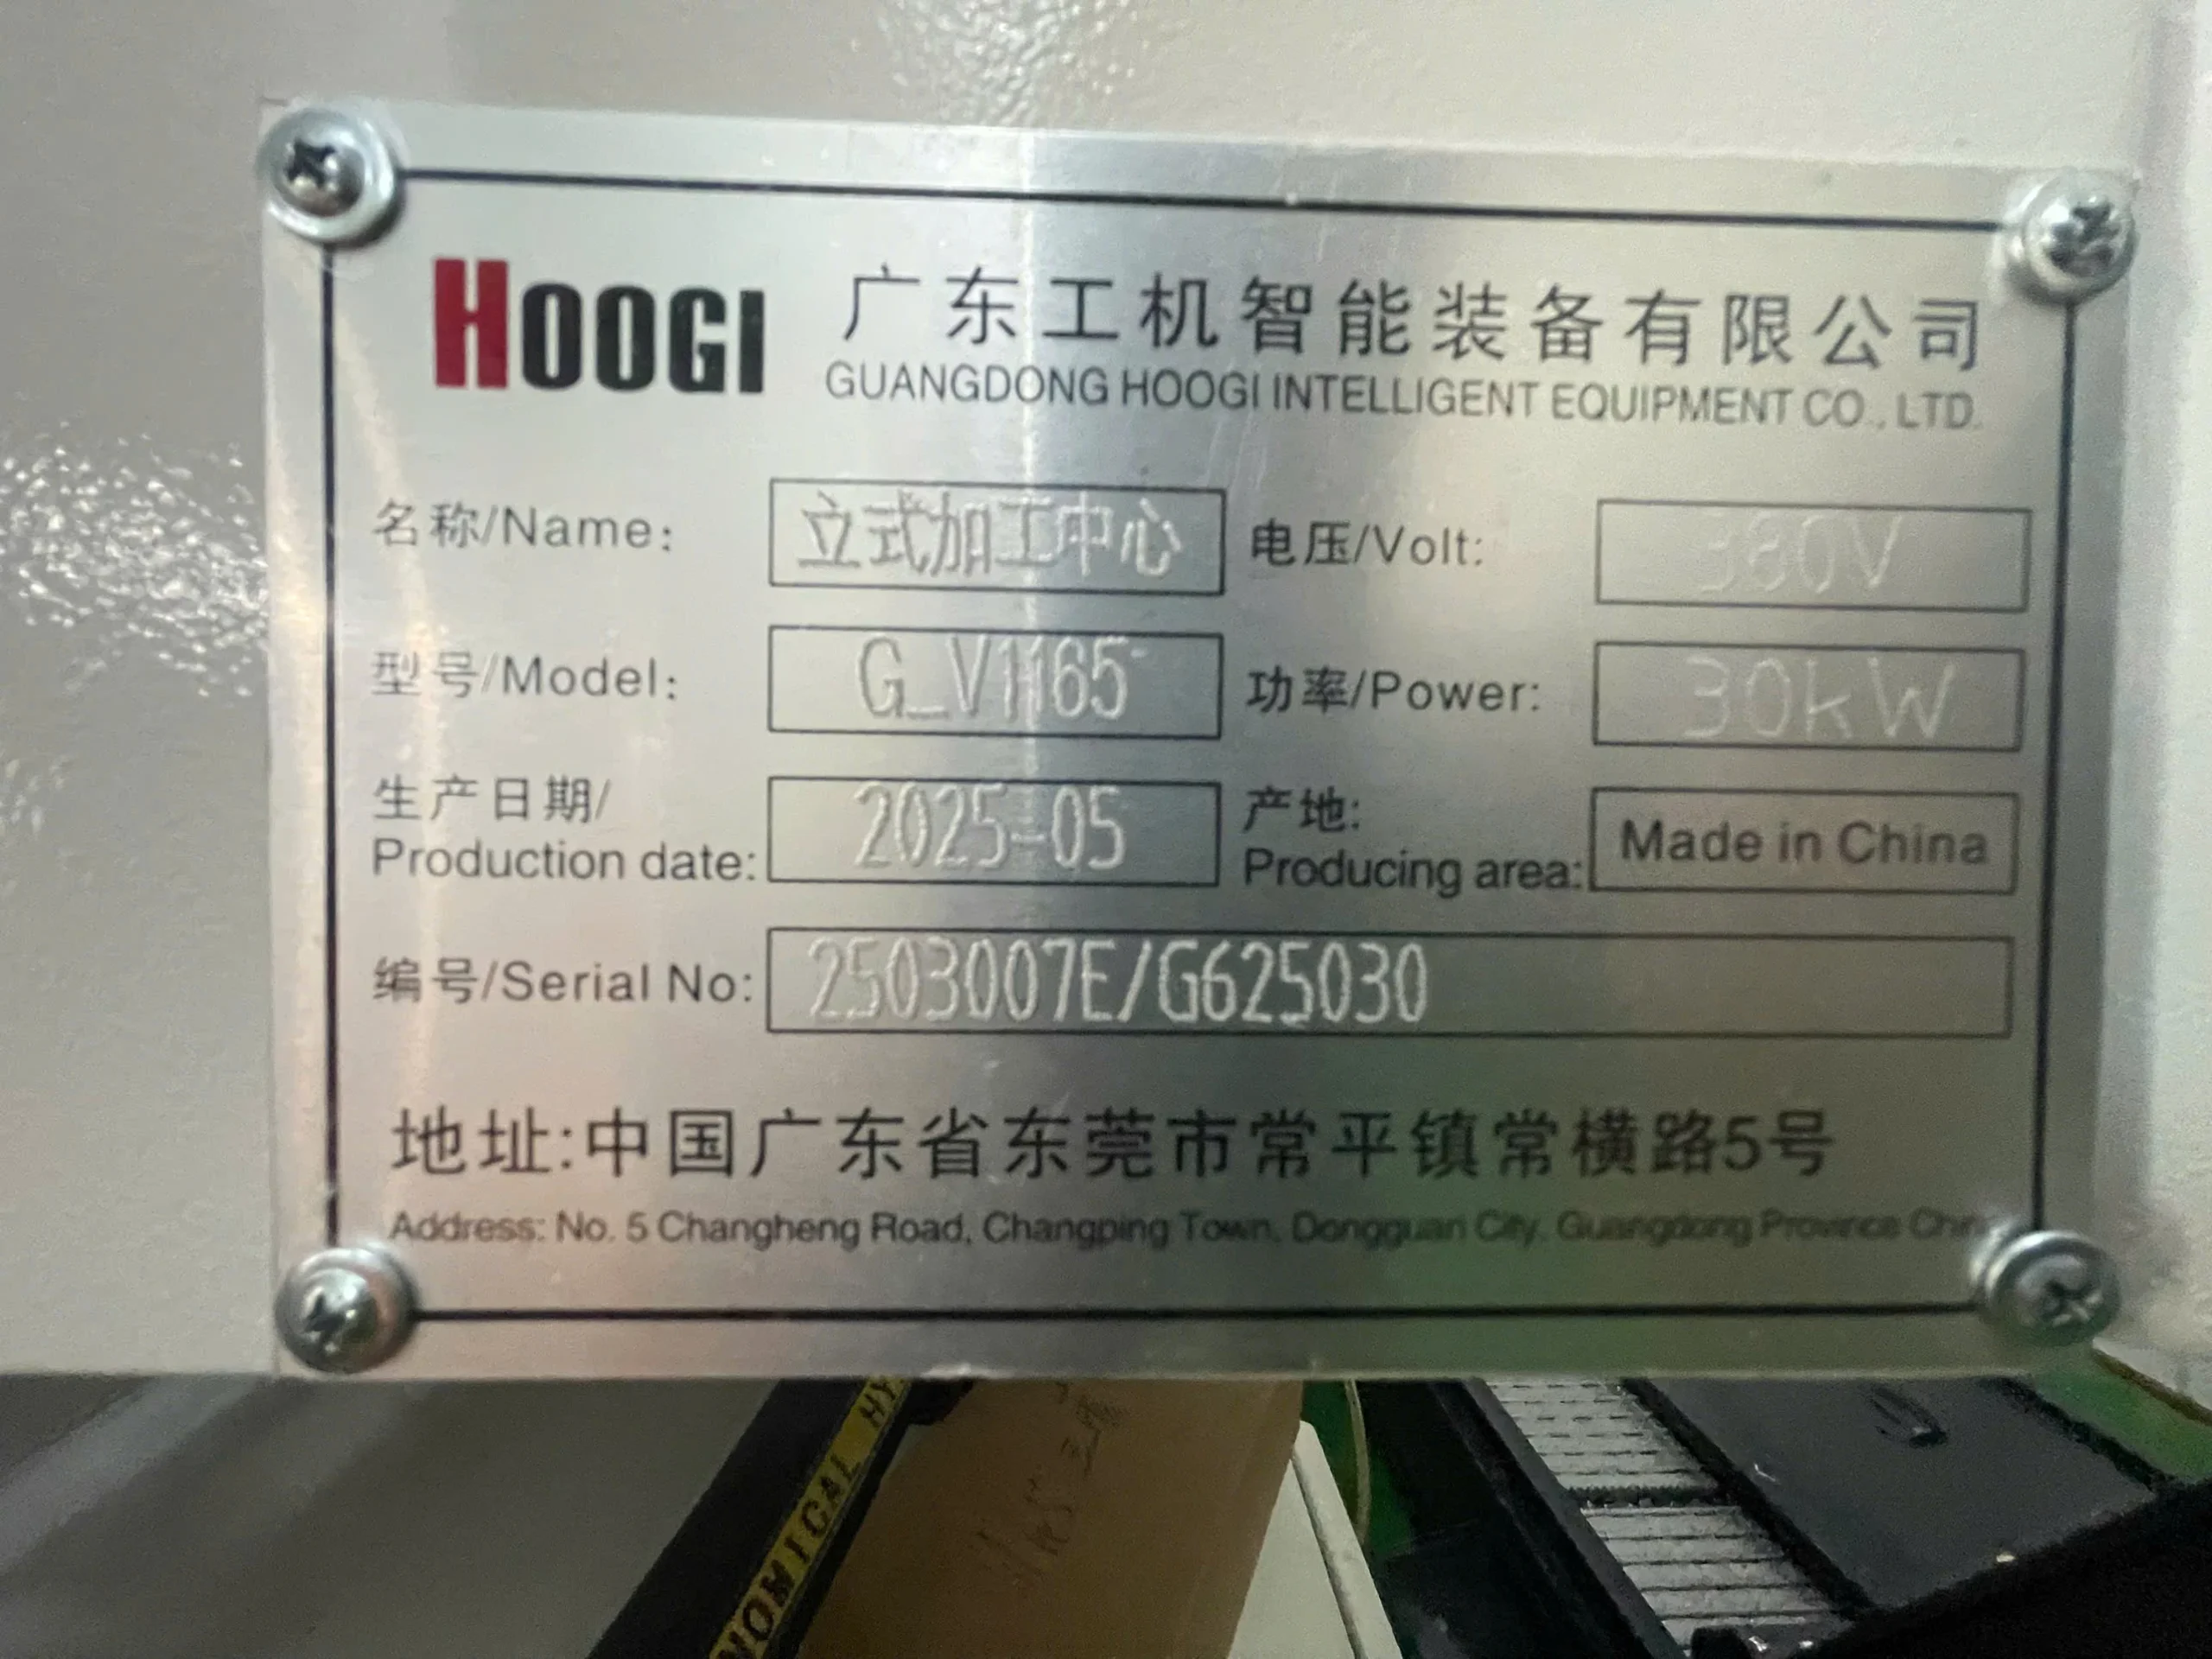 HOOGI 广东工机智能装备有限公司
GUANGDONG HOOGI INTELLIGENT EQUIPMENT CO., LTD.
名称/Name: 立式加工中心 电压/Volt: 380V
型号/Model: G_V1165 功率/Power: 30kW
生产日期/ 2025-05 产地:
Production date: Producing area: Made in China
编号/Serial No: 2503007E/G625030
地址:中国广东省东莞市常平镇常横路5号
Address: No. 5 Changheng Road, Changping Town, Dongguan City, Guangdong Province